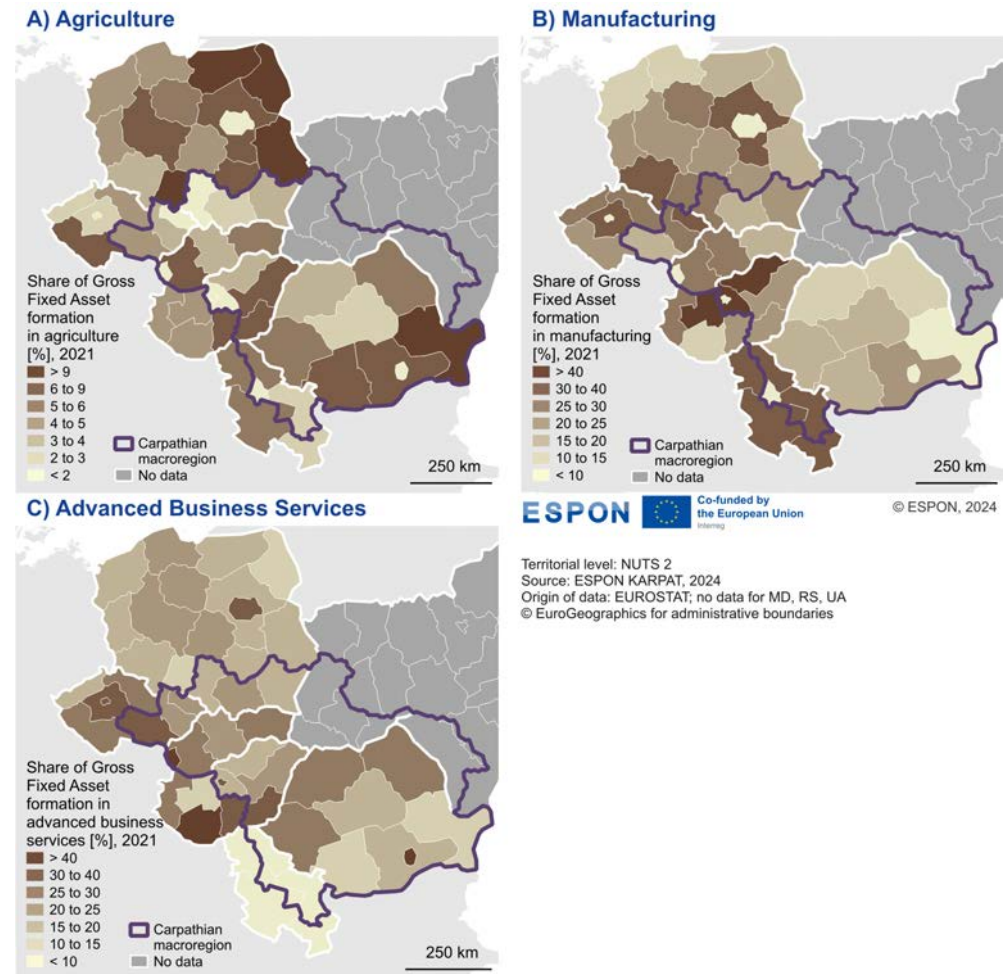 A) Agriculture
Share of Gross
Fixed Asset
formation
in agriculture
[%], 2021
> 9
6 to 9
5 to 6
4 to 5
3 to 4
2 to 3
< 2
Carpathian
macroregion
No data
250 km
B) Manufacturing
Share of Gross
Fixed Asset
formation
in manufacturing
[%], 2021
> 40
30 to 40
25 to 30
20 to 25
15 to 20
10 to 15
< 10
Carpathian
macroregion
No data
250 km
C) Advanced Business Services
Share of Gross
Fixed Asset
formation in
advanced business
services [%], 2021
> 40
30 to 40
25 to 30
20 to 25
15 to 20
10 to 15
< 10
Carpathian
macroregion
No data
250 km
ESPON
Co-funded by
the European Union
Interreg
© ESPON, 2024
Territorial level: NUTS 2
Source: ESPON KARPAT, 2024
Origin of data: EUROSTAT; no data for MD, RS, UA
© EuroGeographics for administrative boundaries